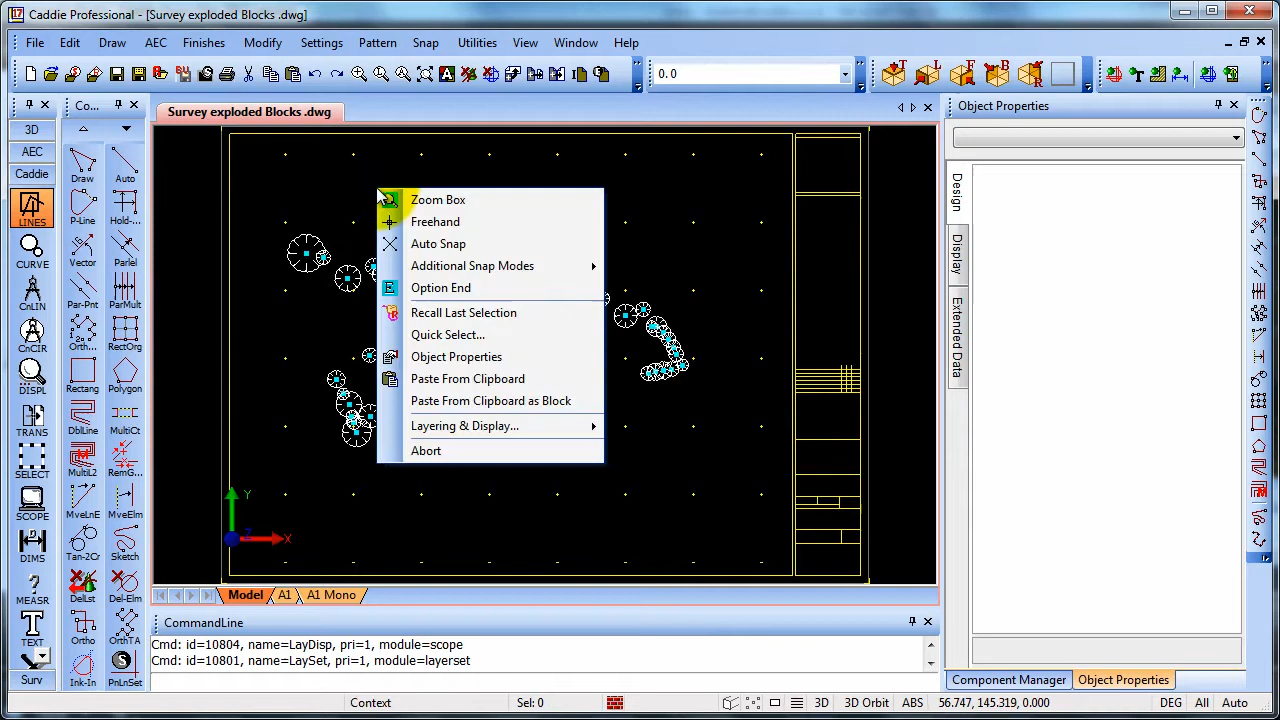 Caddie Professional - [Survey exploded Blocks .dwg]
File Edit Draw AEC Finishes Modify Settings Pattern Snap Utilities View Window Help
0. 0
Co...
Survey exploded Blocks .dwg
Object Properties
3D
AEC
Caddie
LINES
CURVE
CnLIN
CnCIR
DISPL
TRANS
SELECT
SCOPE
DIMS
MEASR
TEXT
Surv
Draw Auto
P-Line Hold-...
Vector Parlel
Par-Pnt ParMult
Orth... RectOrg
Rectang Polygon
DblLine MultiCt
MultiL2 RemG...
MveLnE MveElm
Tan-2Cr Sketch
DelLst Del-Elm
Ortho OrthTA
Ink-In PnLnSet
Zoom Box
Freehand
Auto Snap
Additional Snap Modes
Option End
Recall Last Selection
Quick Select...
Object Properties
Paste From Clipboard
Paste From Clipboard as Block
Layering & Display...
Abort
Y
Z
X
Design
Display
Extended Data
Model A1 A1 Mono
CommandLine
Cmd: id=10804, name=LayDisp, pri=1, module=scope
Cmd: id=10801, name=LaySet, pri=1, module=layerset
Component Manager Object Properties
Context Sel: 0 3D 3D Orbit ABS 56.747, 145.319, 0.000 DEG All Auto